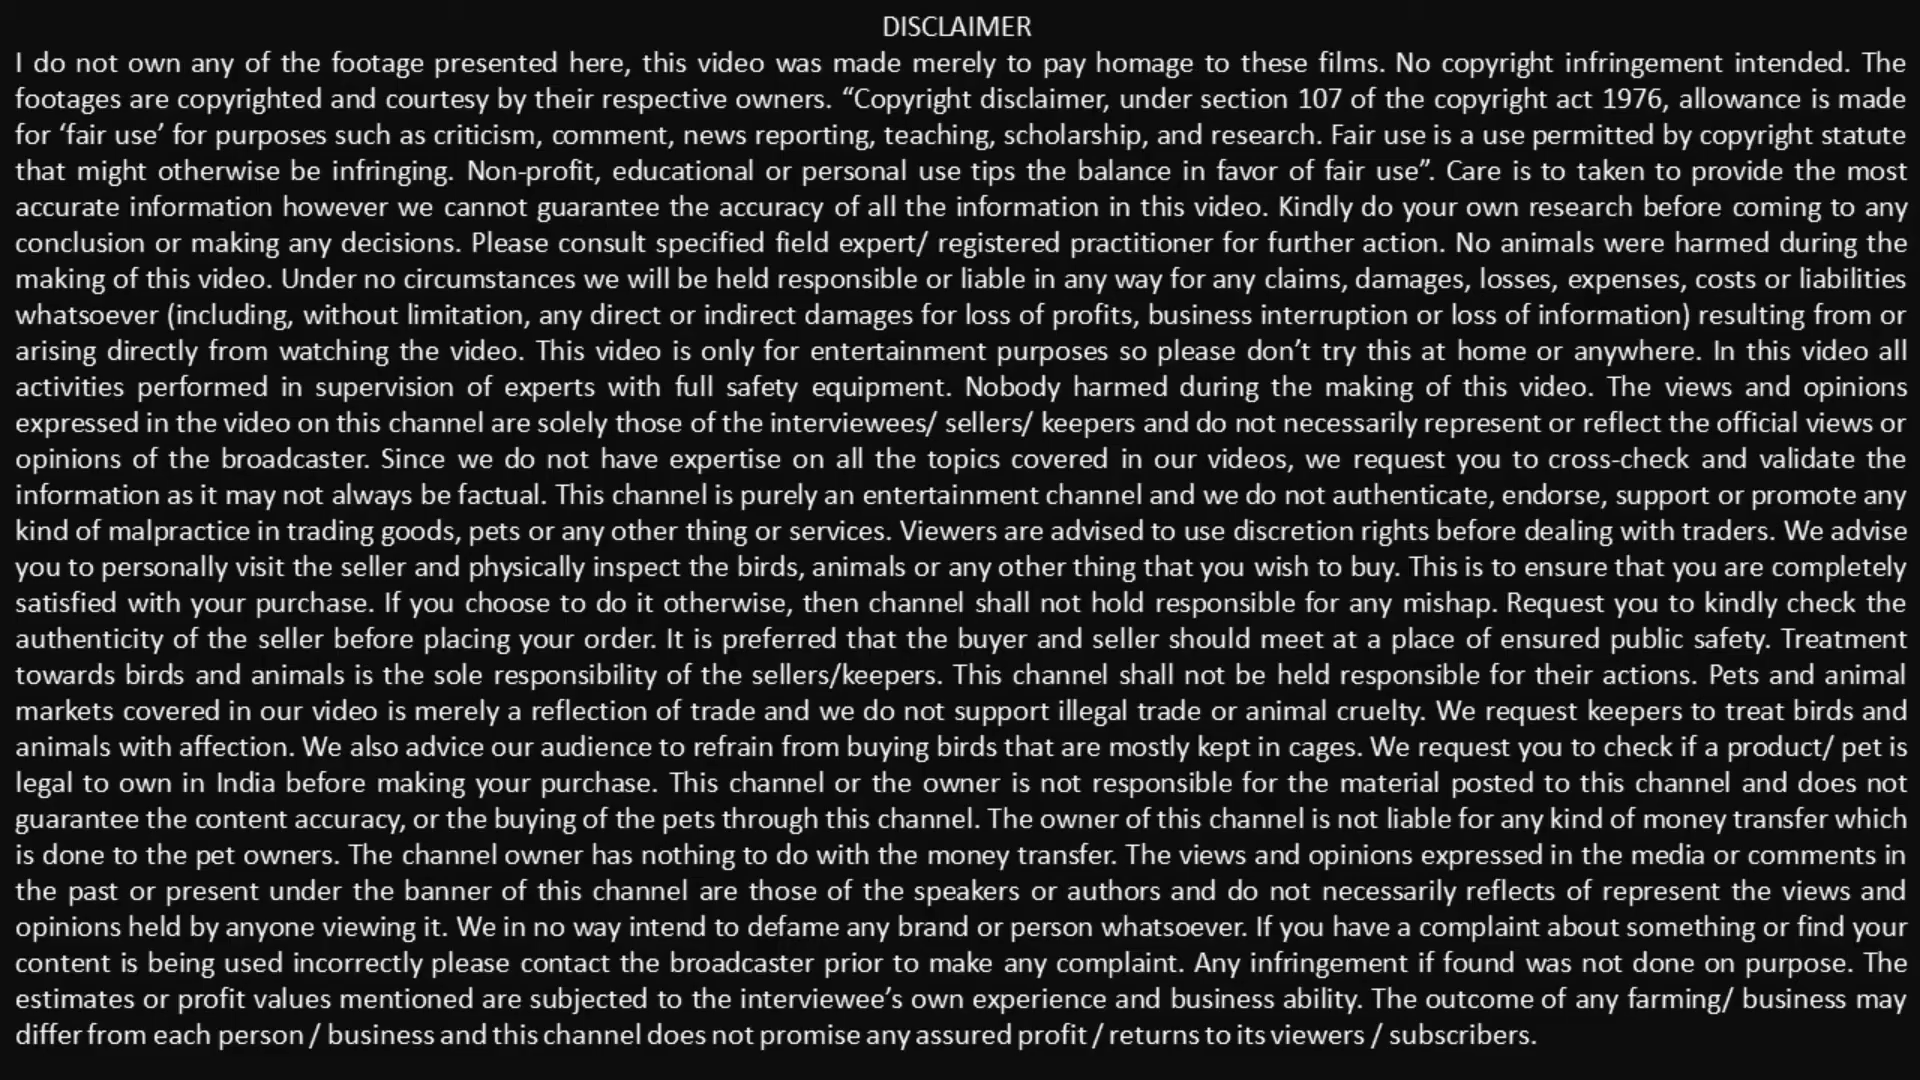 DISCLAIMER
I do not own any of the footage presented here, this video was made merely to pay homage to these films. No copyright infringement intended. The
footages are copyrighted and courtesy by their respective owners. “Copyright disclaimer, under section 107 of the copyright act 1976, allowance is made
for ‘fair use’ for purposes such as criticism, comment, news reporting, teaching, scholarship, and research. Fair use is a use permitted by copyright statute
that might otherwise be infringing. Non-profit, educational or personal use tips the balance in favor of fair use”. Care is to taken to provide the most
accurate information however we cannot guarantee the accuracy of all the information in this video. Kindly do your own research before coming to any
conclusion or making any decisions. Please consult specified field expert/ registered practitioner for further action. No animals were harmed during the
making of this video. Under no circumstances we will be held responsible or liable in any way for any claims, damages, losses, expenses, costs or liabilities
whatsoever (including, without limitation, any direct or indirect damages for loss of profits, business interruption or loss of information) resulting from or
arising directly from watching the video. This video is only for entertainment purposes so please don’t try this at home or anywhere. In this video all
activities performed in supervision of experts with full safety equipment. Nobody harmed during the making of this video. The views and opinions
expressed in the video on this channel are solely those of the interviewees/ sellers/ keepers and do not necessarily represent or reflect the official views or
opinions of the broadcaster. Since we do not have expertise on all the topics covered in our videos, we request you to cross-check and validate the
information as it may not always be factual. This channel is purely an entertainment channel and we do not authenticate, endorse, support or promote any
kind of malpractice in trading goods, pets or any other thing or services. Viewers are advised to use discretion rights before dealing with traders. We advise
you to personally visit the seller and physically inspect the birds, animals or any other thing that you wish to buy. This is to ensure that you are completely
satisfied with your purchase. If you choose to do it otherwise, then channel shall not hold responsible for any mishap. Request you to kindly check the
authenticity of the seller before placing your order. It is preferred that the buyer and seller should meet at a place of ensured public safety. Treatment
towards birds and animals is the sole responsibility of the sellers/keepers. This channel shall not be held responsible for their actions. Pets and animal
markets covered in our video is merely a reflection of trade and we do not support illegal trade or animal cruelty. We request keepers to treat birds and
animals with affection. We also advice our audience to refrain from buying birds that are mostly kept in cages. We request you to check if a product/ pet is
legal to own in India before making your purchase. This channel or the owner is not responsible for the material posted to this channel and does not
guarantee the content accuracy, or the buying of the pets through this channel. The owner of this channel is not liable for any kind of money transfer which
is done to the pet owners. The channel owner has nothing to do with the money transfer. The views and opinions expressed in the media or comments in
the past or present under the banner of this channel are those of the speakers or authors and do not necessarily reflects of represent the views and
opinions held by anyone viewing it. We in no way intend to defame any brand or person whatsoever. If you have a complaint about something or find your
content is being used incorrectly please contact the broadcaster prior to make any complaint. Any infringement if found was not done on purpose. The
estimates or profit values mentioned are subjected to the interviewee’s own experience and business ability. The outcome of any farming/ business may
differ from each person / business and this channel does not promise any assured profit / returns to its viewers / subscribers.